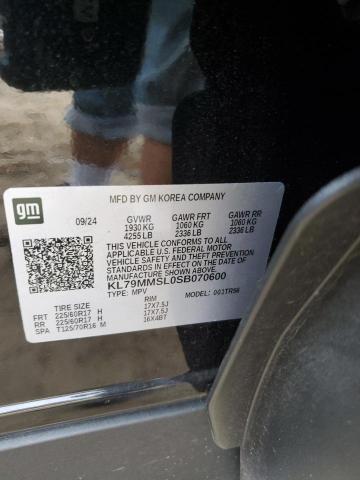 gm
MFD BY GM KOREA COMPANY
09/24 GVWR GAWR FRT GAWR RR
1930 KG 1060 KG 1060 KG
4255 LB 2336 LB 2336 LB
THIS VEHICLE CONFORMS TO ALL
APPLICABLE U.S. FEDERAL MOTOR
VEHICLE SAFETY AND THEFT PREVENTION
STANDARDS IN EFFECT ON THE DATE OF
MANUFACTURE SHOWN ABOVE.
KL79MMSL0SB070600
TYPE: MPV MODEL:
TIRE SIZE RIM
FRT 225/60R17 H 17X7.5J
RR 225/60R17 H 17X7.5J
SPA T125/70R16 M 16X4BT